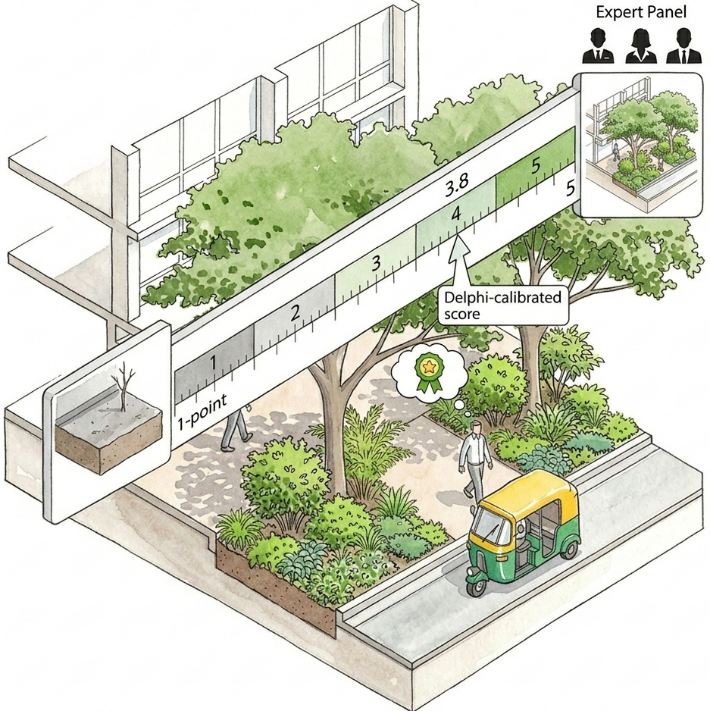 Expert Panel
3.8
1
2
3
4
5
5
1-point
Delphi-calibrated
score